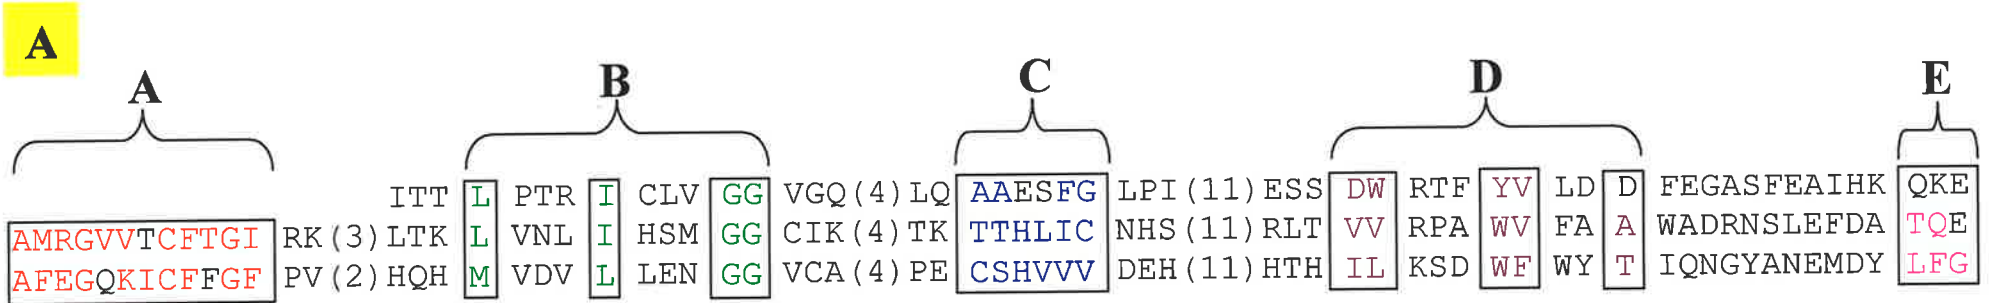 A
A B C D E
ITT L PTR I CLV GG VGQ(4)LQ AAESFG LPI(11)ESS DW RTF YV LD D FEGASFEAIHK QKE
AMRGVVTCFTGI RK(3)LTK L VNL I HSM GG CIK(4)TK TTHLIC NHS(11)RLT VV RPA WV FA A WADRNSLEFDA TQE
AFEGQKICFFGF PV(2)HQH M VDV L LEN GG VCA(4)PE CSHVVV DEH(11)HTH IL KSD WF WY T IQNGYANEMDY LFG